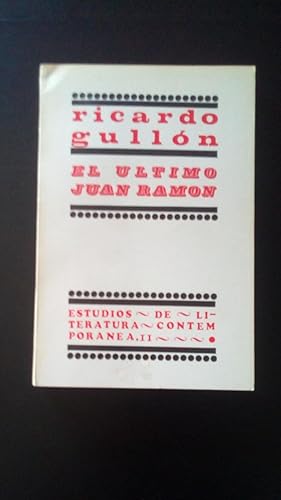 ricardo
gullón
EL ULTIMO
JUAN RAMON
ESTUDIOS ~ DE ~ LI-
TERATURA ~ CONTEM
PORANEA. II ~ ~ ~ •